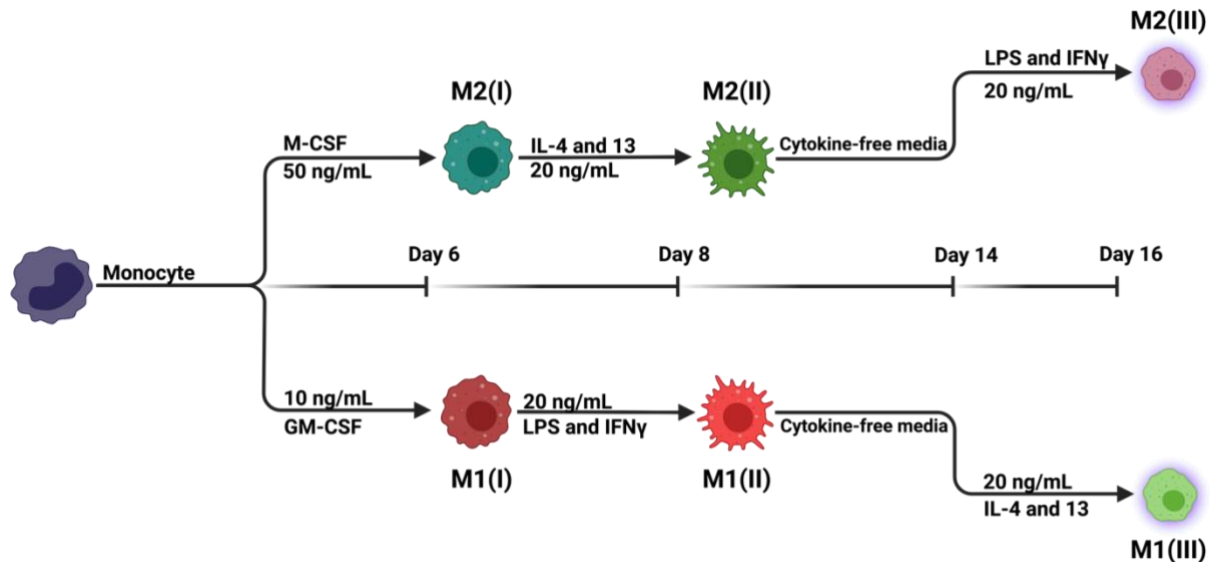 M2(III)
LPS and IFNγ
20 ng/mL
M2(I)
M2(II)
M-CSF
50 ng/mL
IL-4 and 13
20 ng/mL
Cytokine-free media
Monocyte
Day 6
Day 8
Day 14
Day 16
10 ng/mL
GM-CSF
20 ng/mL
LPS and IFNγ
Cytokine-free media
M1(I)
M1(II)
20 ng/mL
IL-4 and 13
M1(III)